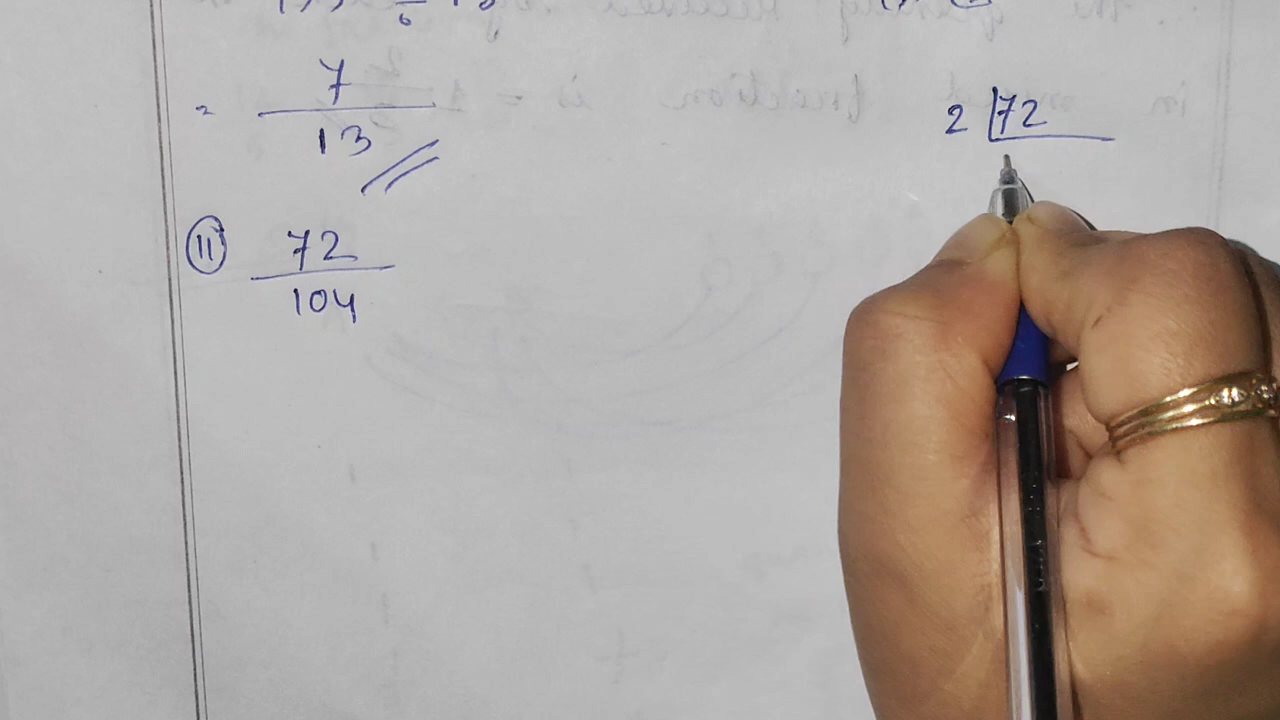 = 7/13
2 | 72
(11) 72/104